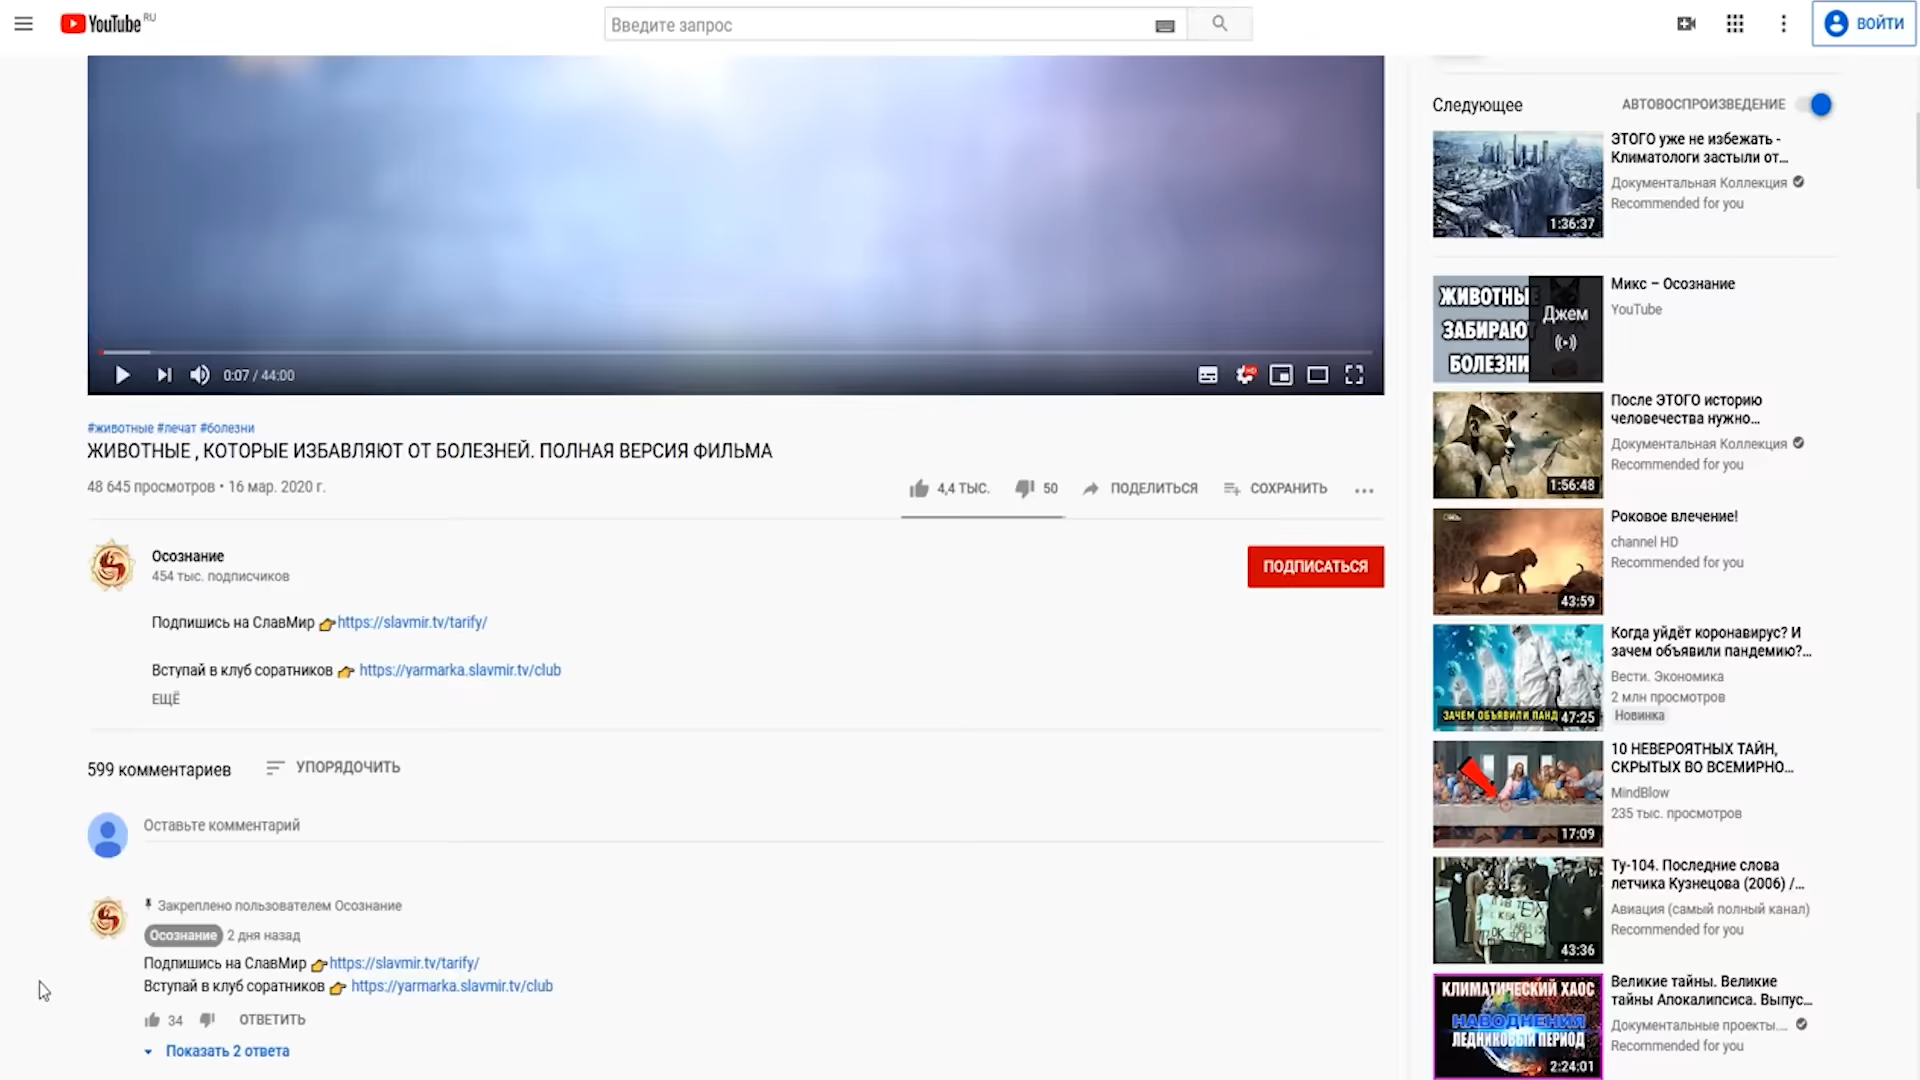 YouTube RU
Введите запрос
ВОЙТИ
0:07 / 44:00
HD
#животные #лечат #болезни
ЖИВОТНЫЕ , КОТОРЫЕ ИЗБАВЛЯЮТ ОТ БОЛЕЗНЕЙ. ПОЛНАЯ ВЕРСИЯ ФИЛЬМА
48 645 просмотров • 16 мар. 2020 г.
4,4 ТЫС.
50
ПОДЕЛИТЬСЯ
СОХРАНИТЬ
Осознание
454 тыс. подписчиков
ПОДПИСАТЬСЯ
Подпишись на СлавМир 👉https://slavmir.tv/tarify/
Вступай в клуб соратников 👉 https://yarmarka.slavmir.tv/club
ЕЩЁ
599 комментариев
УПОРЯДОЧИТЬ
Оставьте комментарий
Закреплено пользователем Осознание
Осознание 2 дня назад
Подпишись на СлавМир 👉https://slavmir.tv/tarify/
Вступай в клуб соратников 👉 https://yarmarka.slavmir.tv/club
34
ОТВЕТИТЬ
Показать 2 ответа
Следующее
АВТОВОСПРОИЗВЕДЕНИЕ
1:36:37
ЭТОГО уже не избежать -
Климатологи застыли от...
Документальная Коллекция
Recommended for you
ЖИВОТНЫ
ЗАБИРАЮ
БОЛЕЗНИ
Джем
Микс – Осознание
YouTube
1:56:48
После ЭТОГО историю
человечества нужно...
Документальная Коллекция
Recommended for you
43:59
Роковое влечение!
channel HD
Recommended for you
ЗАЧЕМ ОБЪЯВИЛИ ПАНД
47:25
Когда уйдёт коронавирус? И
зачем объявили пандемию?...
Вести. Экономика
2 млн просмотров
Новинка
17:09
10 НЕВЕРОЯТНЫХ ТАЙН,
СКРЫТЫХ ВО ВСЕМИРНО...
MindBlow
235 тыс. просмотров
43:36
Ту-104. Последние слова
летчика Кузнецова (2006) /...
Авиация (самый полный канал)
Recommended for you
КЛИМАТИЧЕСКИЙ ХАОС
НАВОДНЕНИЯ
ЛЕДНИКОВЫЙ ПЕРИОД
2:24:01
Великие тайны. Великие
тайны Апокалипсиса. Выпус...
Документальные проекты....
Recommended for you